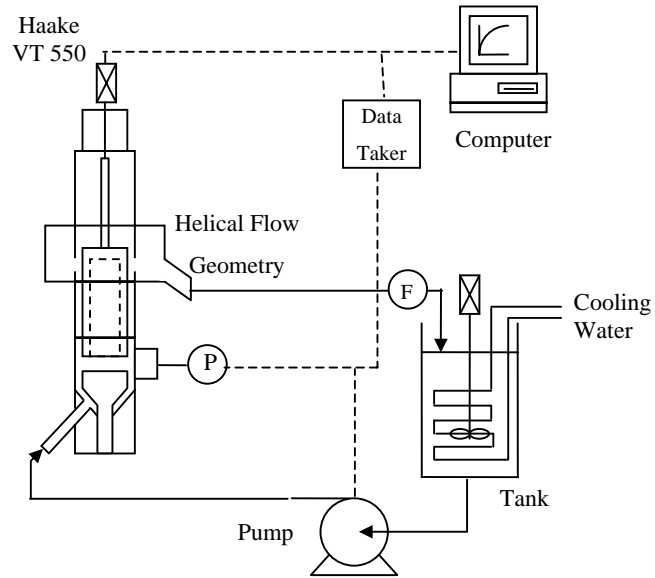 Haake
VT 550
Data
Taker
Computer
Helical Flow
Geometry
F
Cooling
Water
P
Tank
Pump